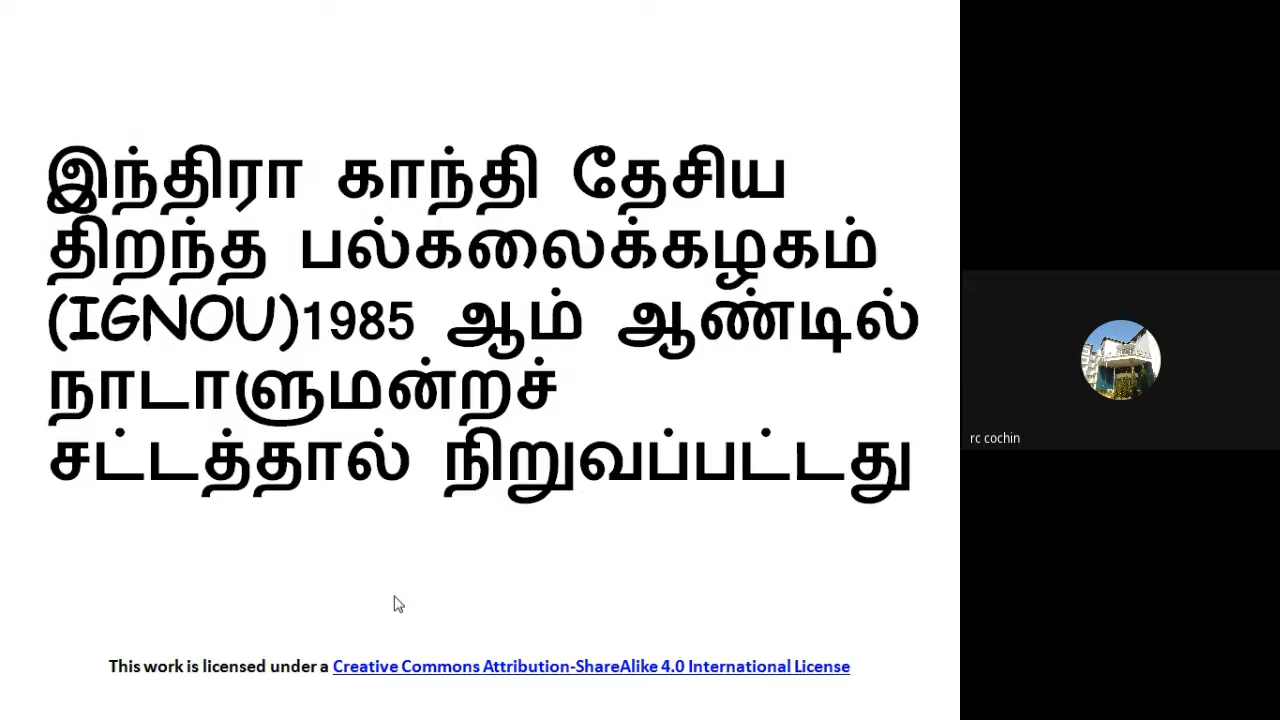 இந்திரா காந்தி தேசிய
திறந்த பல்கலைக்கழகம்
(IGNOU)1985 ஆம் ஆண்டில்
நாடாளுமன்றச்
சட்டத்தால் நிறுவப்பட்டது
rc cochin
This work is licensed under a Creative Commons Attribution-ShareAlike 4.0 International License